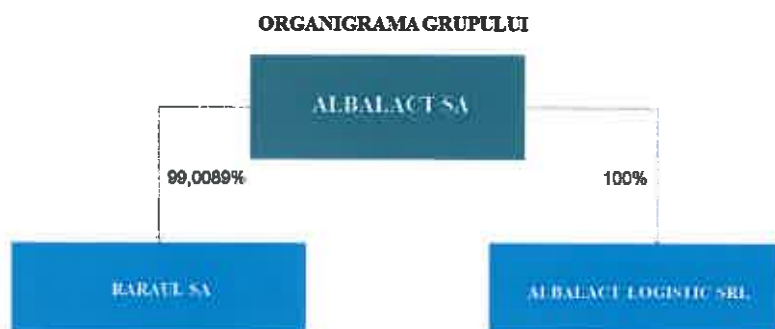 ORGANIGRAMA GRUPULUI
ALBALACT SA
99,0089%
100%
RARAUL SA
ALBALACT LOGISTIC SRL